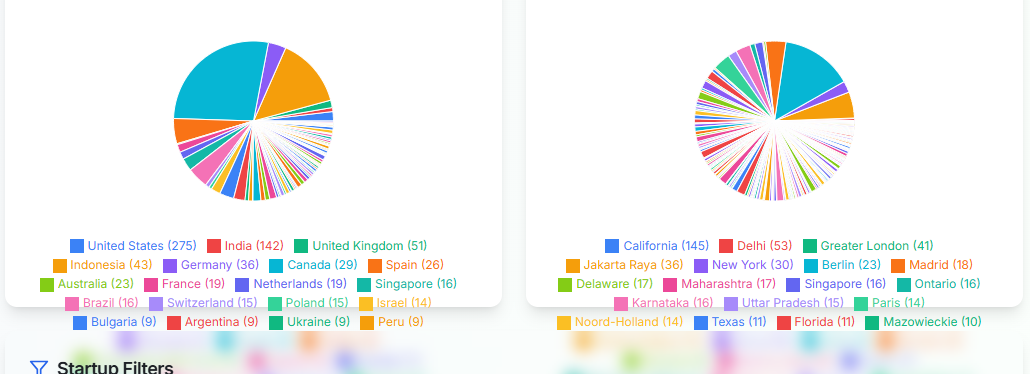 United States (275) India (142) United Kingdom (51)
Indonesia (43) Germany (36) Canada (29) Spain (26)
Australia (23) France (19) Netherlands (19) Singapore (16)
Brazil (16) Switzerland (15) Poland (15) Israel (14)
Bulgaria (9) Argentina (9) Ukraine (9) Peru (9)
California (145) Delhi (53) Greater London (41)
Jakarta Raya (36) New York (30) Berlin (23) Madrid (18)
Delaware (17) Maharashtra (17) Singapore (16) Ontario (16)
Karnataka (16) Uttar Pradesh (15) Paris (14)
Noord-Holland (14) Texas (11) Florida (11) Mazowieckie (10)
Startup Filters